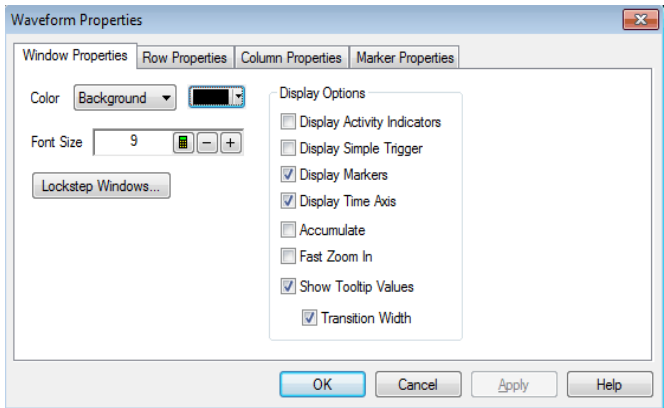 Waveform Properties
Window Properties Row Properties Column Properties Marker Properties
Color Background
Font Size 9
Lockstep Windows...
Display Options
Display Activity Indicators
Display Simple Trigger
Display Markers
Display Time Axis
Accumulate
Fast Zoom In
Show Tooltip Values
Transition Width
OK Cancel Apply Help